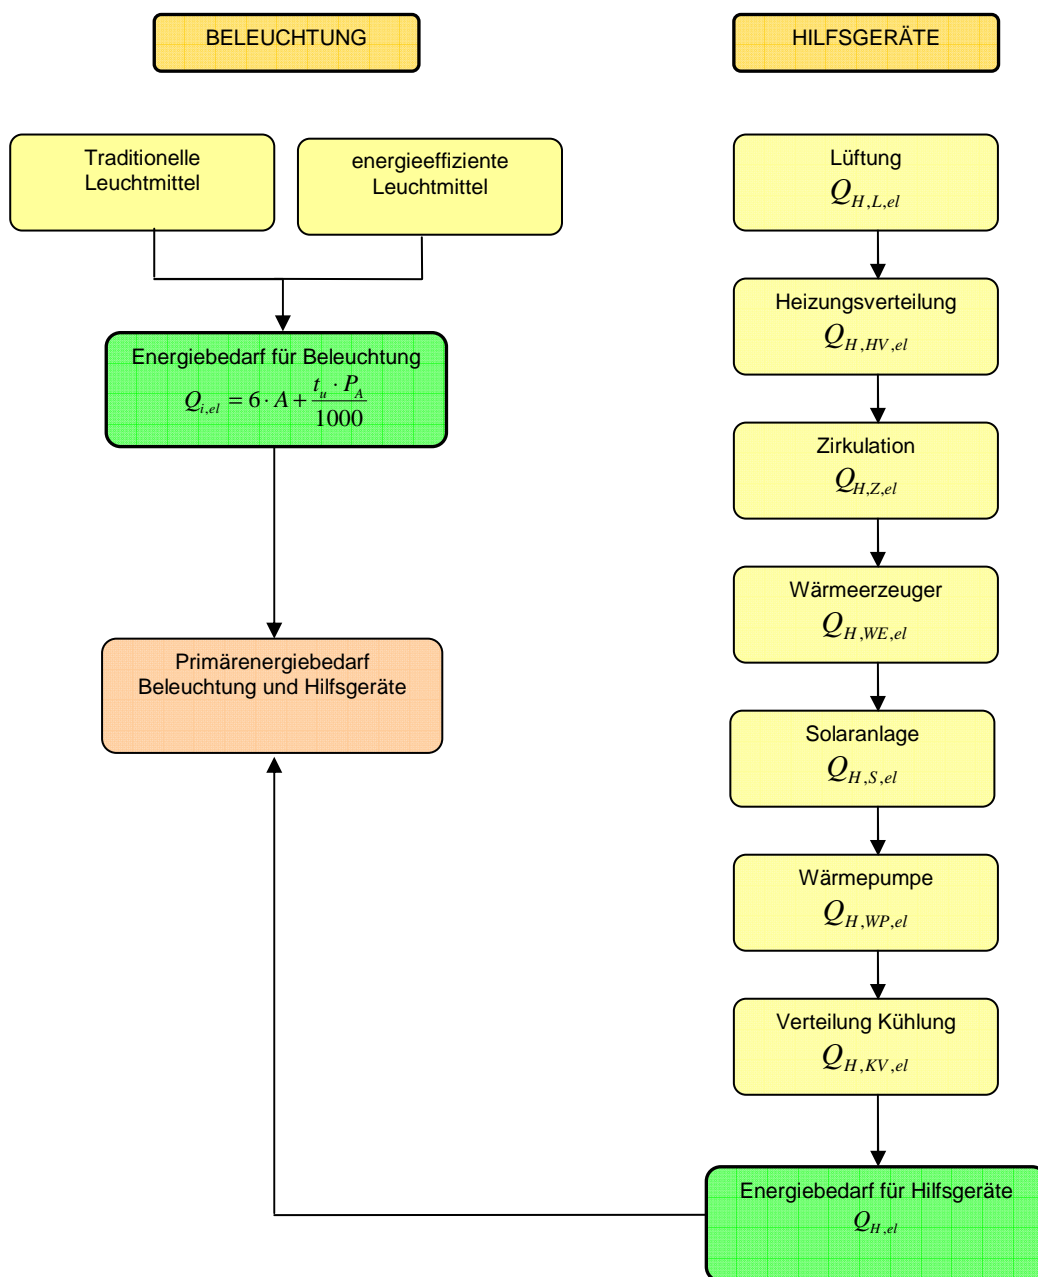 BELEUCHTUNG
HILFSGERÄTE
Traditionelle
Leuchtmittel
energieeffiziente
Leuchtmittel
Energiebedarf für Beleuchtung
Q_{i,el} = 6 · A + \frac{t_u · P_A}{1000}
Primärenergiebedarf
Beleuchtung und Hilfsgeräte
Lüftung
Q_{H,L,el}
Heizungsverteilung
Q_{H,HV,el}
Zirkulation
Q_{H,Z,el}
Wärmeerzeuger
Q_{H,WE,el}
Solaranlage
Q_{H,S,el}
Wärmepumpe
Q_{H,WP,el}
Verteilung Kühlung
Q_{H,KV,el}
Energiebedarf für Hilfsgeräte
Q_{H,el}